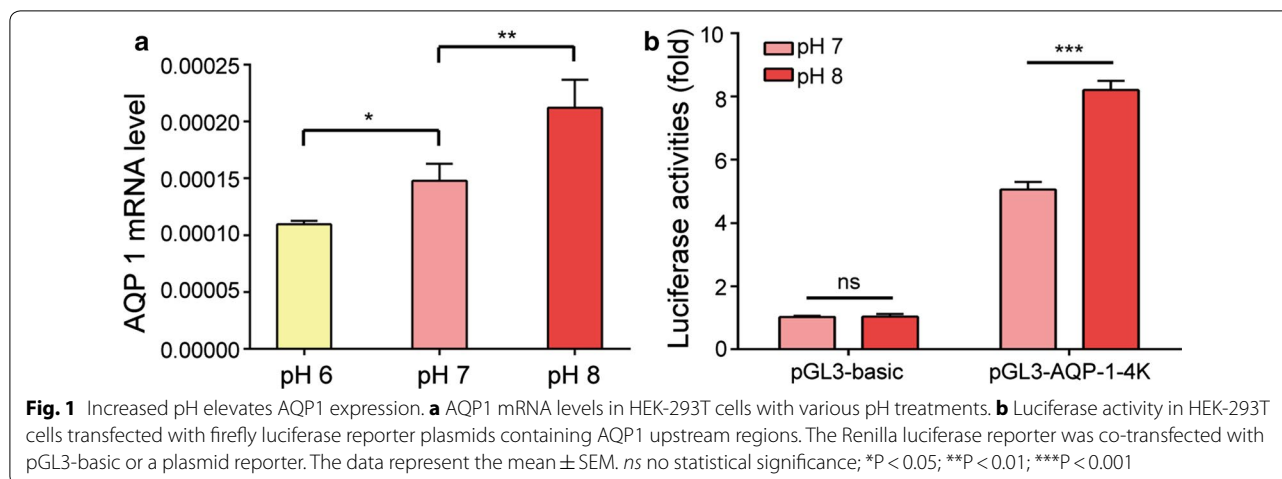 a
AQP 1 mRNA level
0.00025
0.00020
0.00015
0.00010
0.00005
0.00000
*
**
pH 6
pH 7
pH 8
b
Luciferase activities (fold)
10
8
6
4
2
0
pH 7
pH 8
ns
***
pGL3-basic
pGL3-AQP-1-4K
Fig. 1 Increased pH elevates AQP1 expression. a AQP1 mRNA levels in HEK-293T cells with various pH treatments. b Luciferase activity in HEK-293T
cells transfected with firefly luciferase reporter plasmids containing AQP1 upstream regions. The Renilla luciferase reporter was co-transfected with
pGL3-basic or a plasmid reporter. The data represent the mean ± SEM. ns no statistical significance; *P < 0.05; **P < 0.01; ***P < 0.001